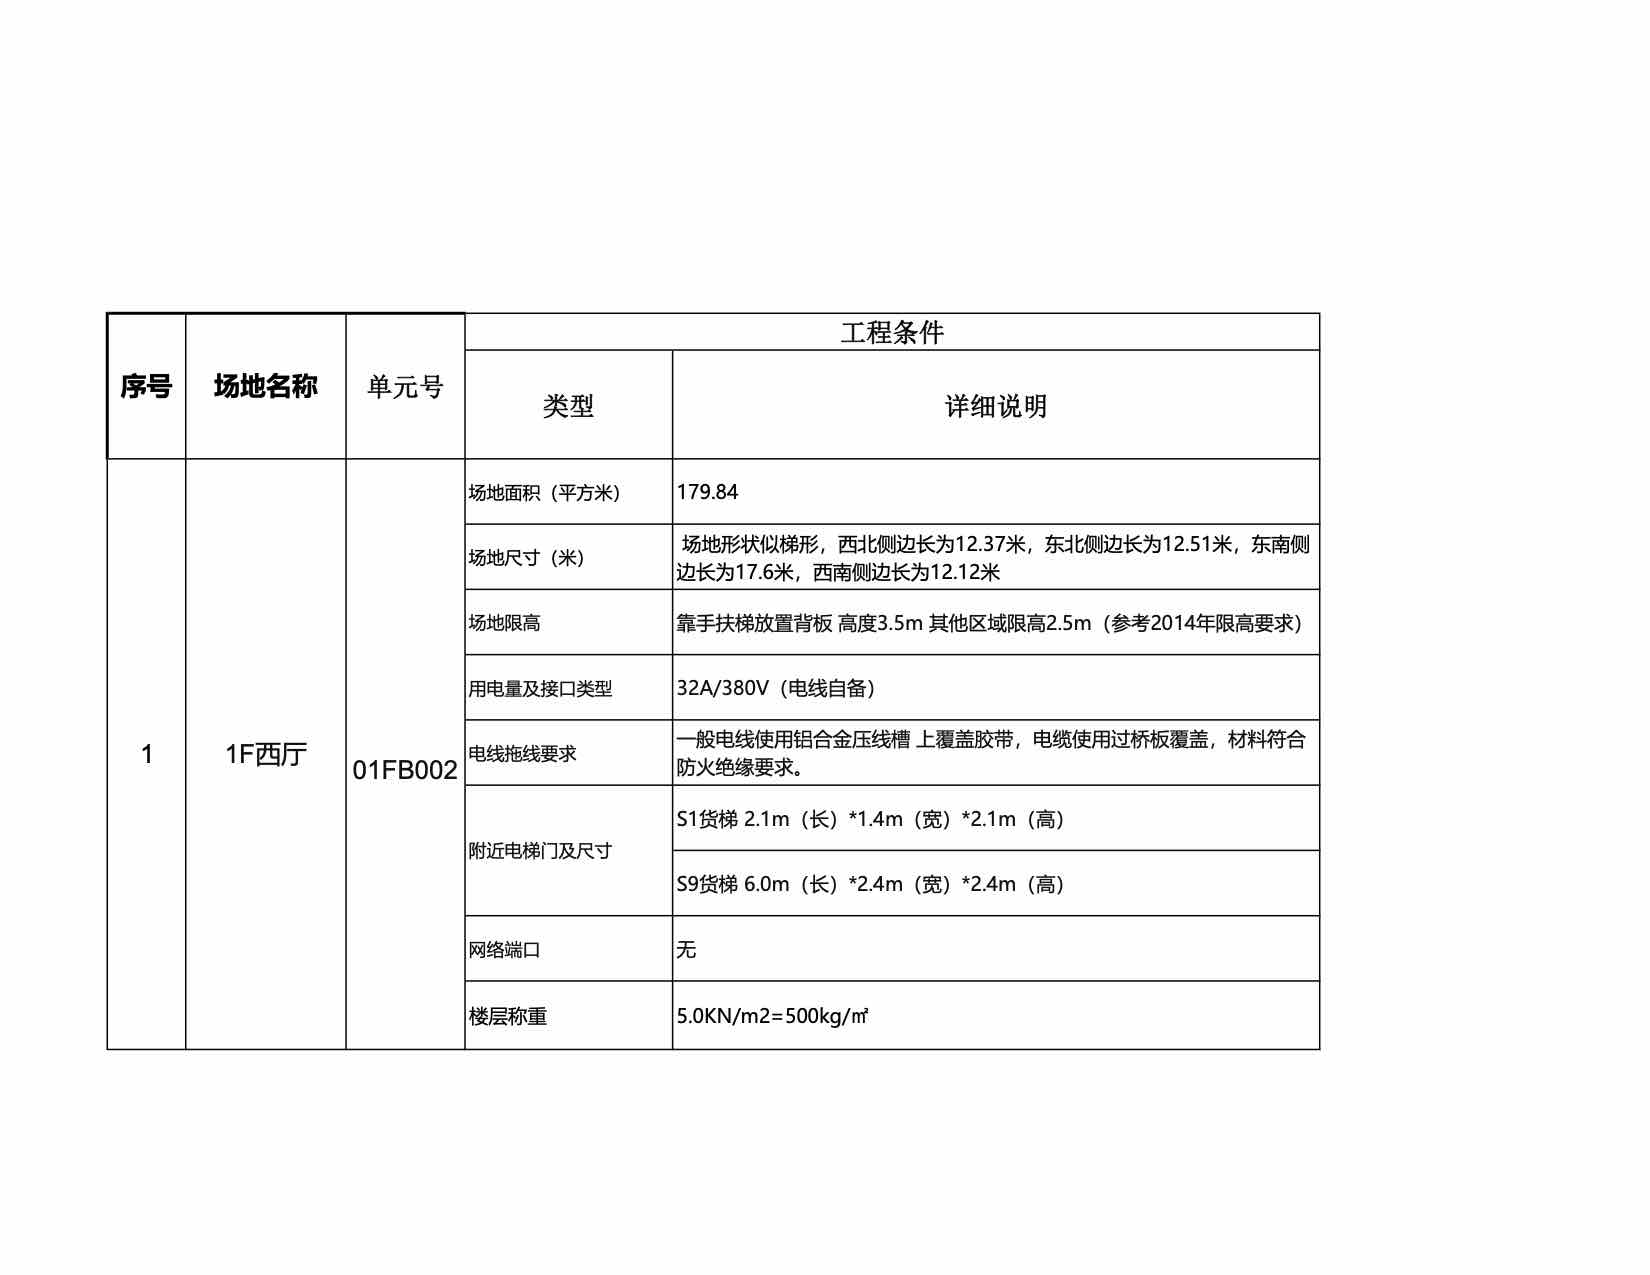 工程条件
序号
场地名称
单元号
类型
详细说明
场地面积（平方米）
179.84
场地尺寸（米）
场地形状似梯形，西北侧边长为12.37米，东北侧边长为12.51米，东南侧
边长为17.6米，西南侧边长为12.12米
场地限高
靠手扶梯放置背板 高度3.5m 其他区域限高2.5m（参考2014年限高要求）
用电量及接口类型
32A/380V（电线自备）
1
1F西厅
01FB002
电线拖线要求
一般电线使用铝合金压线槽 上覆盖胶带，电缆使用过桥板覆盖，材料符合
防火绝缘要求。
附近电梯门及尺寸
S1货梯 2.1m（长）*1.4m（宽）*2.1m（高）
S9货梯 6.0m（长）*2.4m（宽）*2.4m（高）
网络端口
无
楼层称重
5.0KN/m2=500kg/㎡